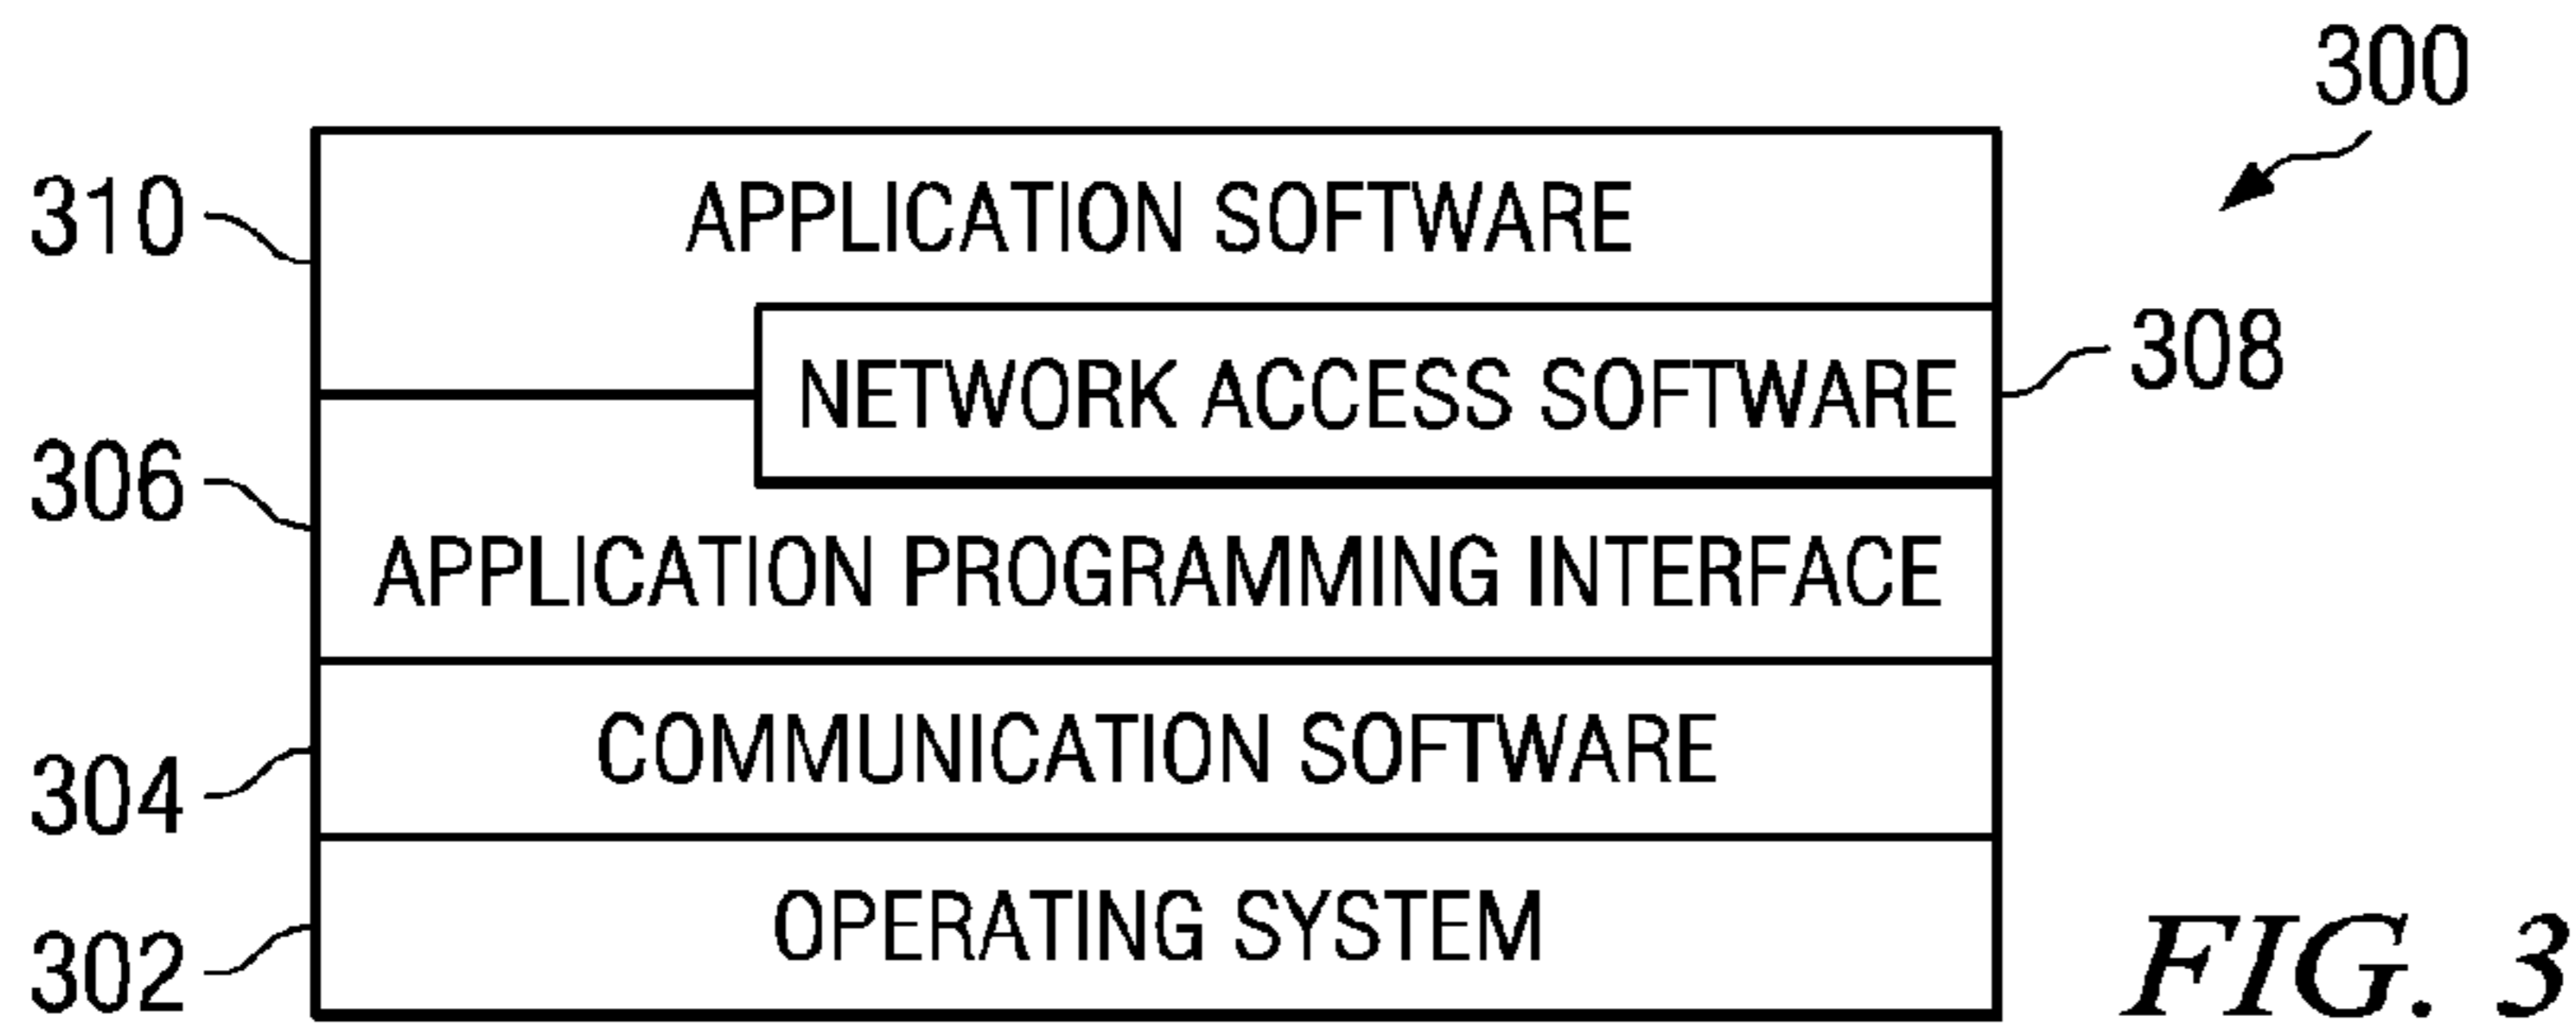 300
310
APPLICATION SOFTWARE
308
NETWORK ACCESS SOFTWARE
306
APPLICATION PROGRAMMING INTERFACE
304
COMMUNICATION SOFTWARE
302
OPERATING SYSTEM
FIG. 3